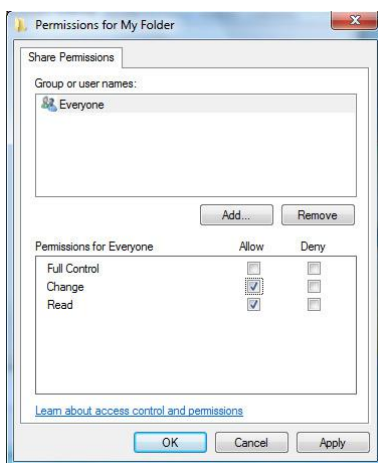 Permissions for My Folder
Share Permissions
Group or user names:
Everyone
Add... Remove
Permissions for Everyone Allow Deny
Full Control
Change
Read
Learn about access control and permissions
OK Cancel Apply